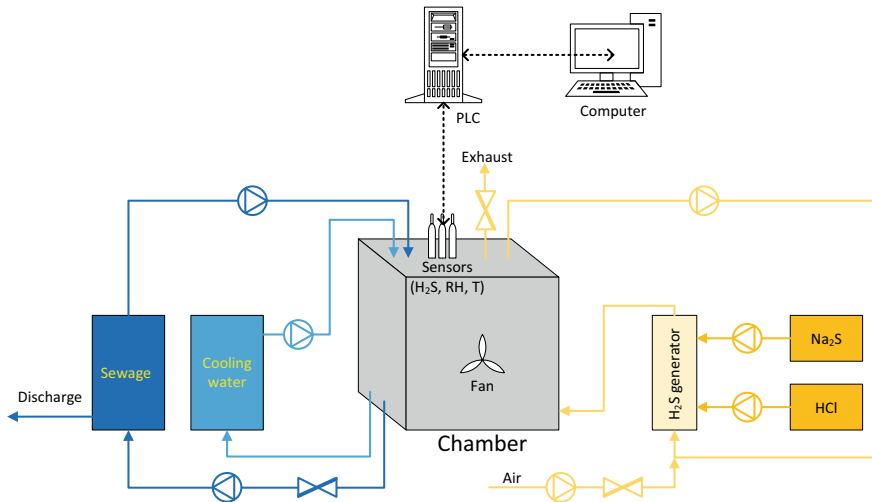 PLC
Computer
Exhaust
Sensors
(H₂S, RH, T)
Sewage
Cooling
water
Fan
H₂S generator
Na₂S
HCl
Discharge
Chamber
Air